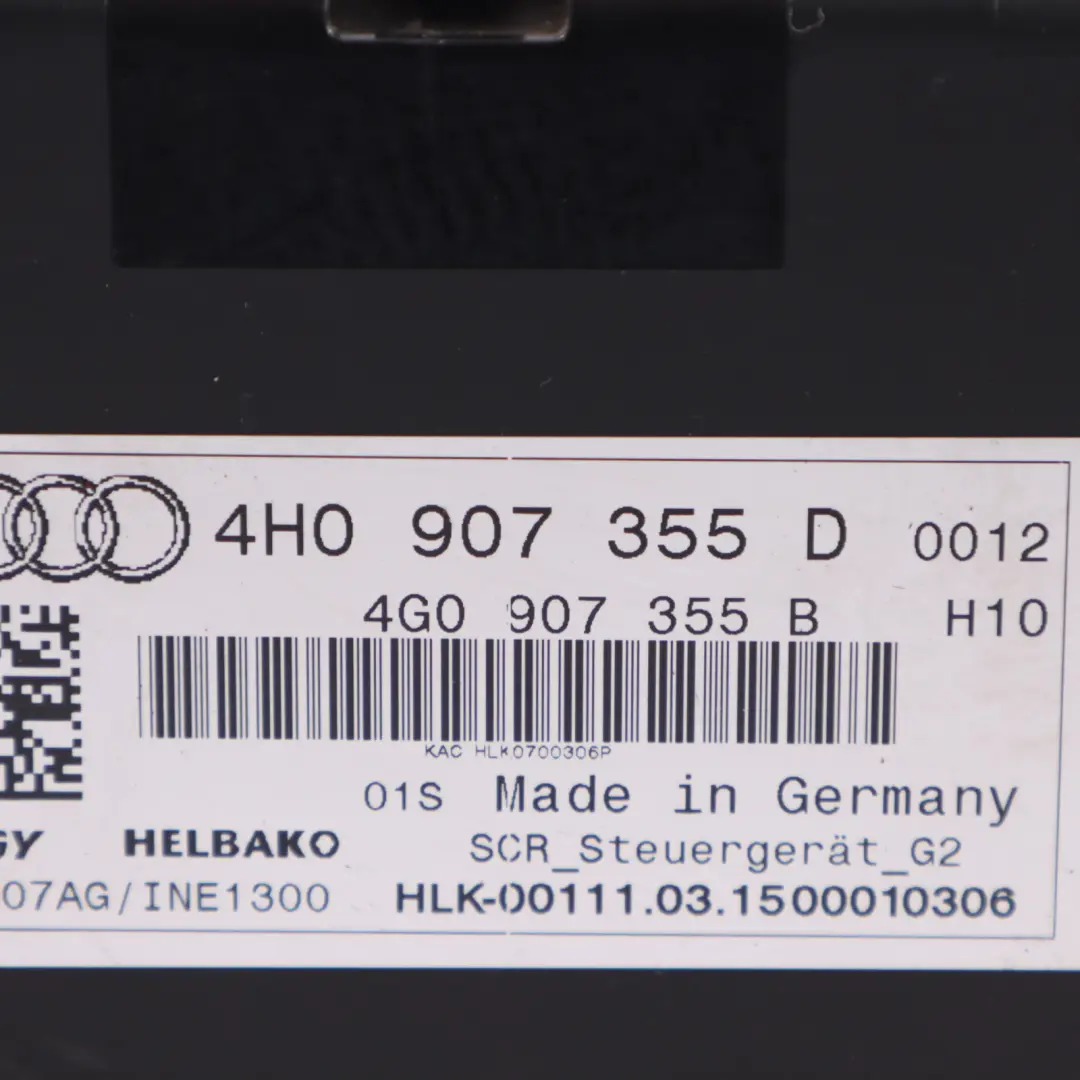 4H0 907 355 D 0012
4G0 907 355 B H10
KAC HLK0700306P
01S Made in Germany
GY HELBAKO SCR_Steuergerät_G2
07AG/INE1300 HLK-00111.03.1500010306